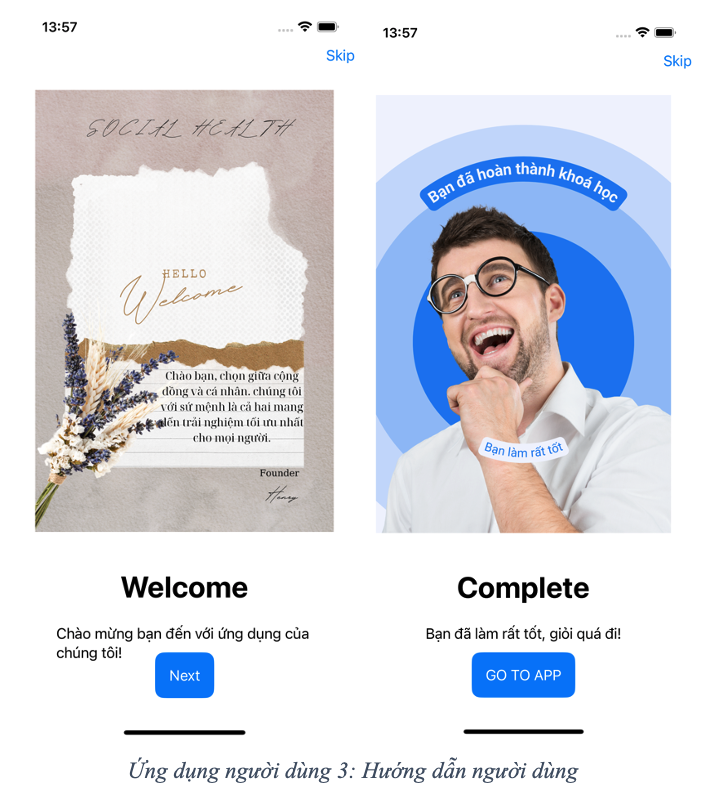 13:57
Skip
SOCIAL HEALTH
HELLO
Welcome
Chào bạn, chọn giữa cộng
đồng và cá nhân. chúng tôi
với sứ mệnh là cả hai mang
đến trải nghiệm tối ưu nhất
cho mọi người.
Founder
Henry
Welcome
Chào mừng bạn đến với ứng dụng của
chúng tôi!
Next
13:57
Skip
Bạn đã hoàn thành khoá học
Bạn làm rất tốt
Complete
Bạn đã làm rất tốt, giỏi quá đi!
GO TO APP
Ứng dụng người dùng 3: Hướng dẫn người dùng